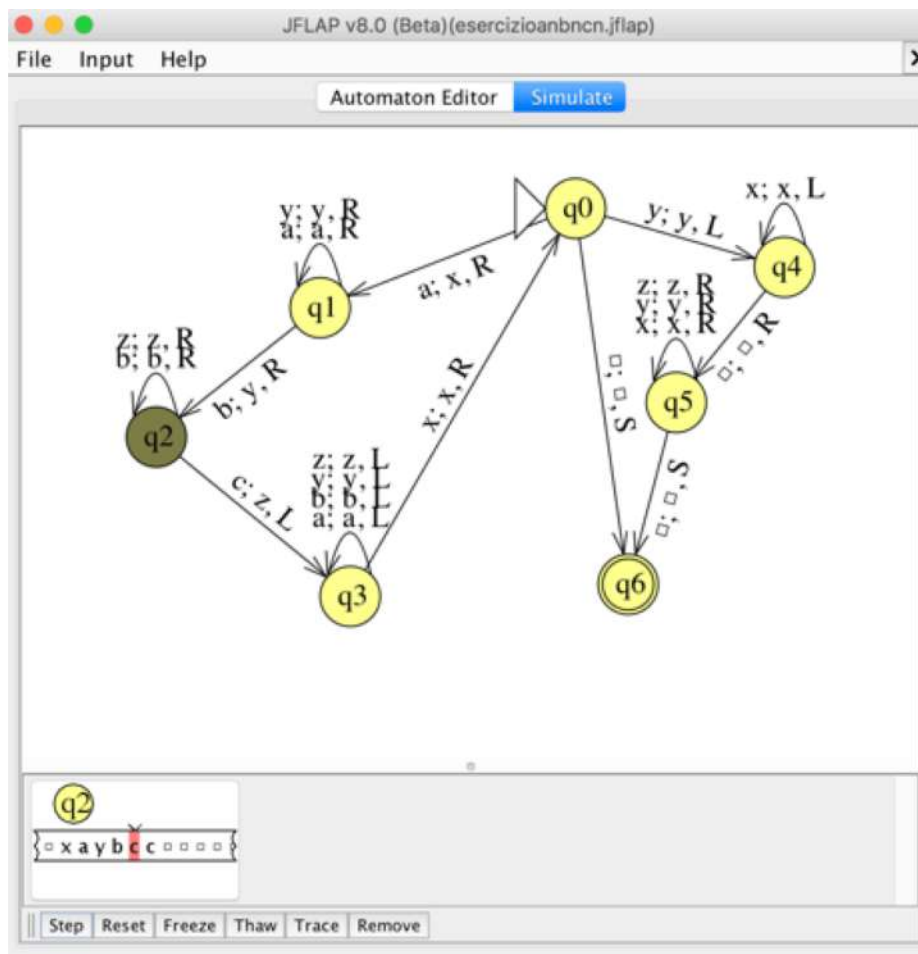 JFLAP v8.0 (Beta)(esercizioanbncn.jflap)
File Input Help
Automaton Editor Simulate
q0
x; x, L
y; y, R
a; a, R
y; y, L
q4
a; x, R
z; z, R
y; y, R
x; x, R
q1
□; □, R
z; z, R
b; b, R
b; y, R
x; x, R
□; □, S
q5
q2
c; z, L
z; z, L
y; y, L
b; b, L
a; a, L
□; □, S
q3
q6
q2
□ x a y b c c □ □ □ □
Step Reset Freeze Thaw Trace Remove